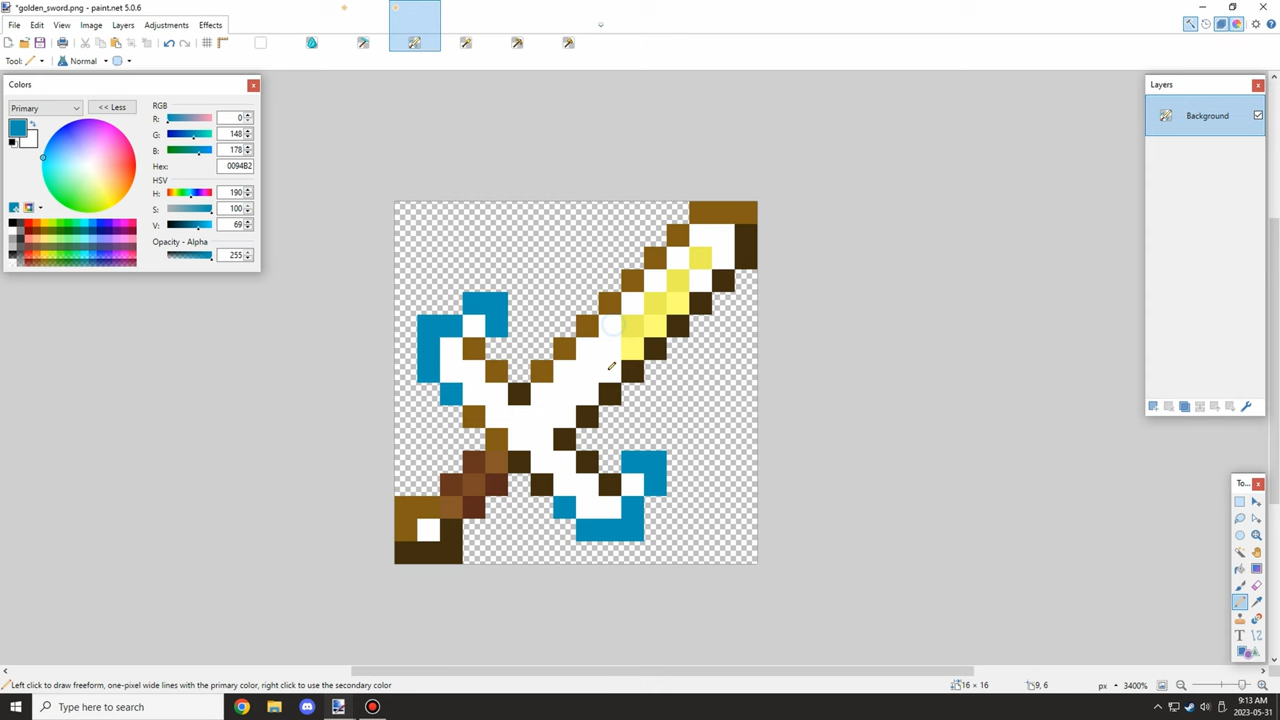 *"golden_sword.png - paint.net 5.0.6
File Edit View Image Layers Adjustments Effects
Tool: Normal
Colors
Primary << Less
RGB
R: 0
G: 148
B: 178
Hex: 0094B2
HSV
H: 190
S: 100
V: 69
Opacity - Alpha
255
Layers
Background
To...
Left click to draw freeform, one-pixel wide lines with the primary color, right click to use the secondary color
16 × 16 9, 6 px 3400%
Type here to search
9:13 AM
2023-05-31